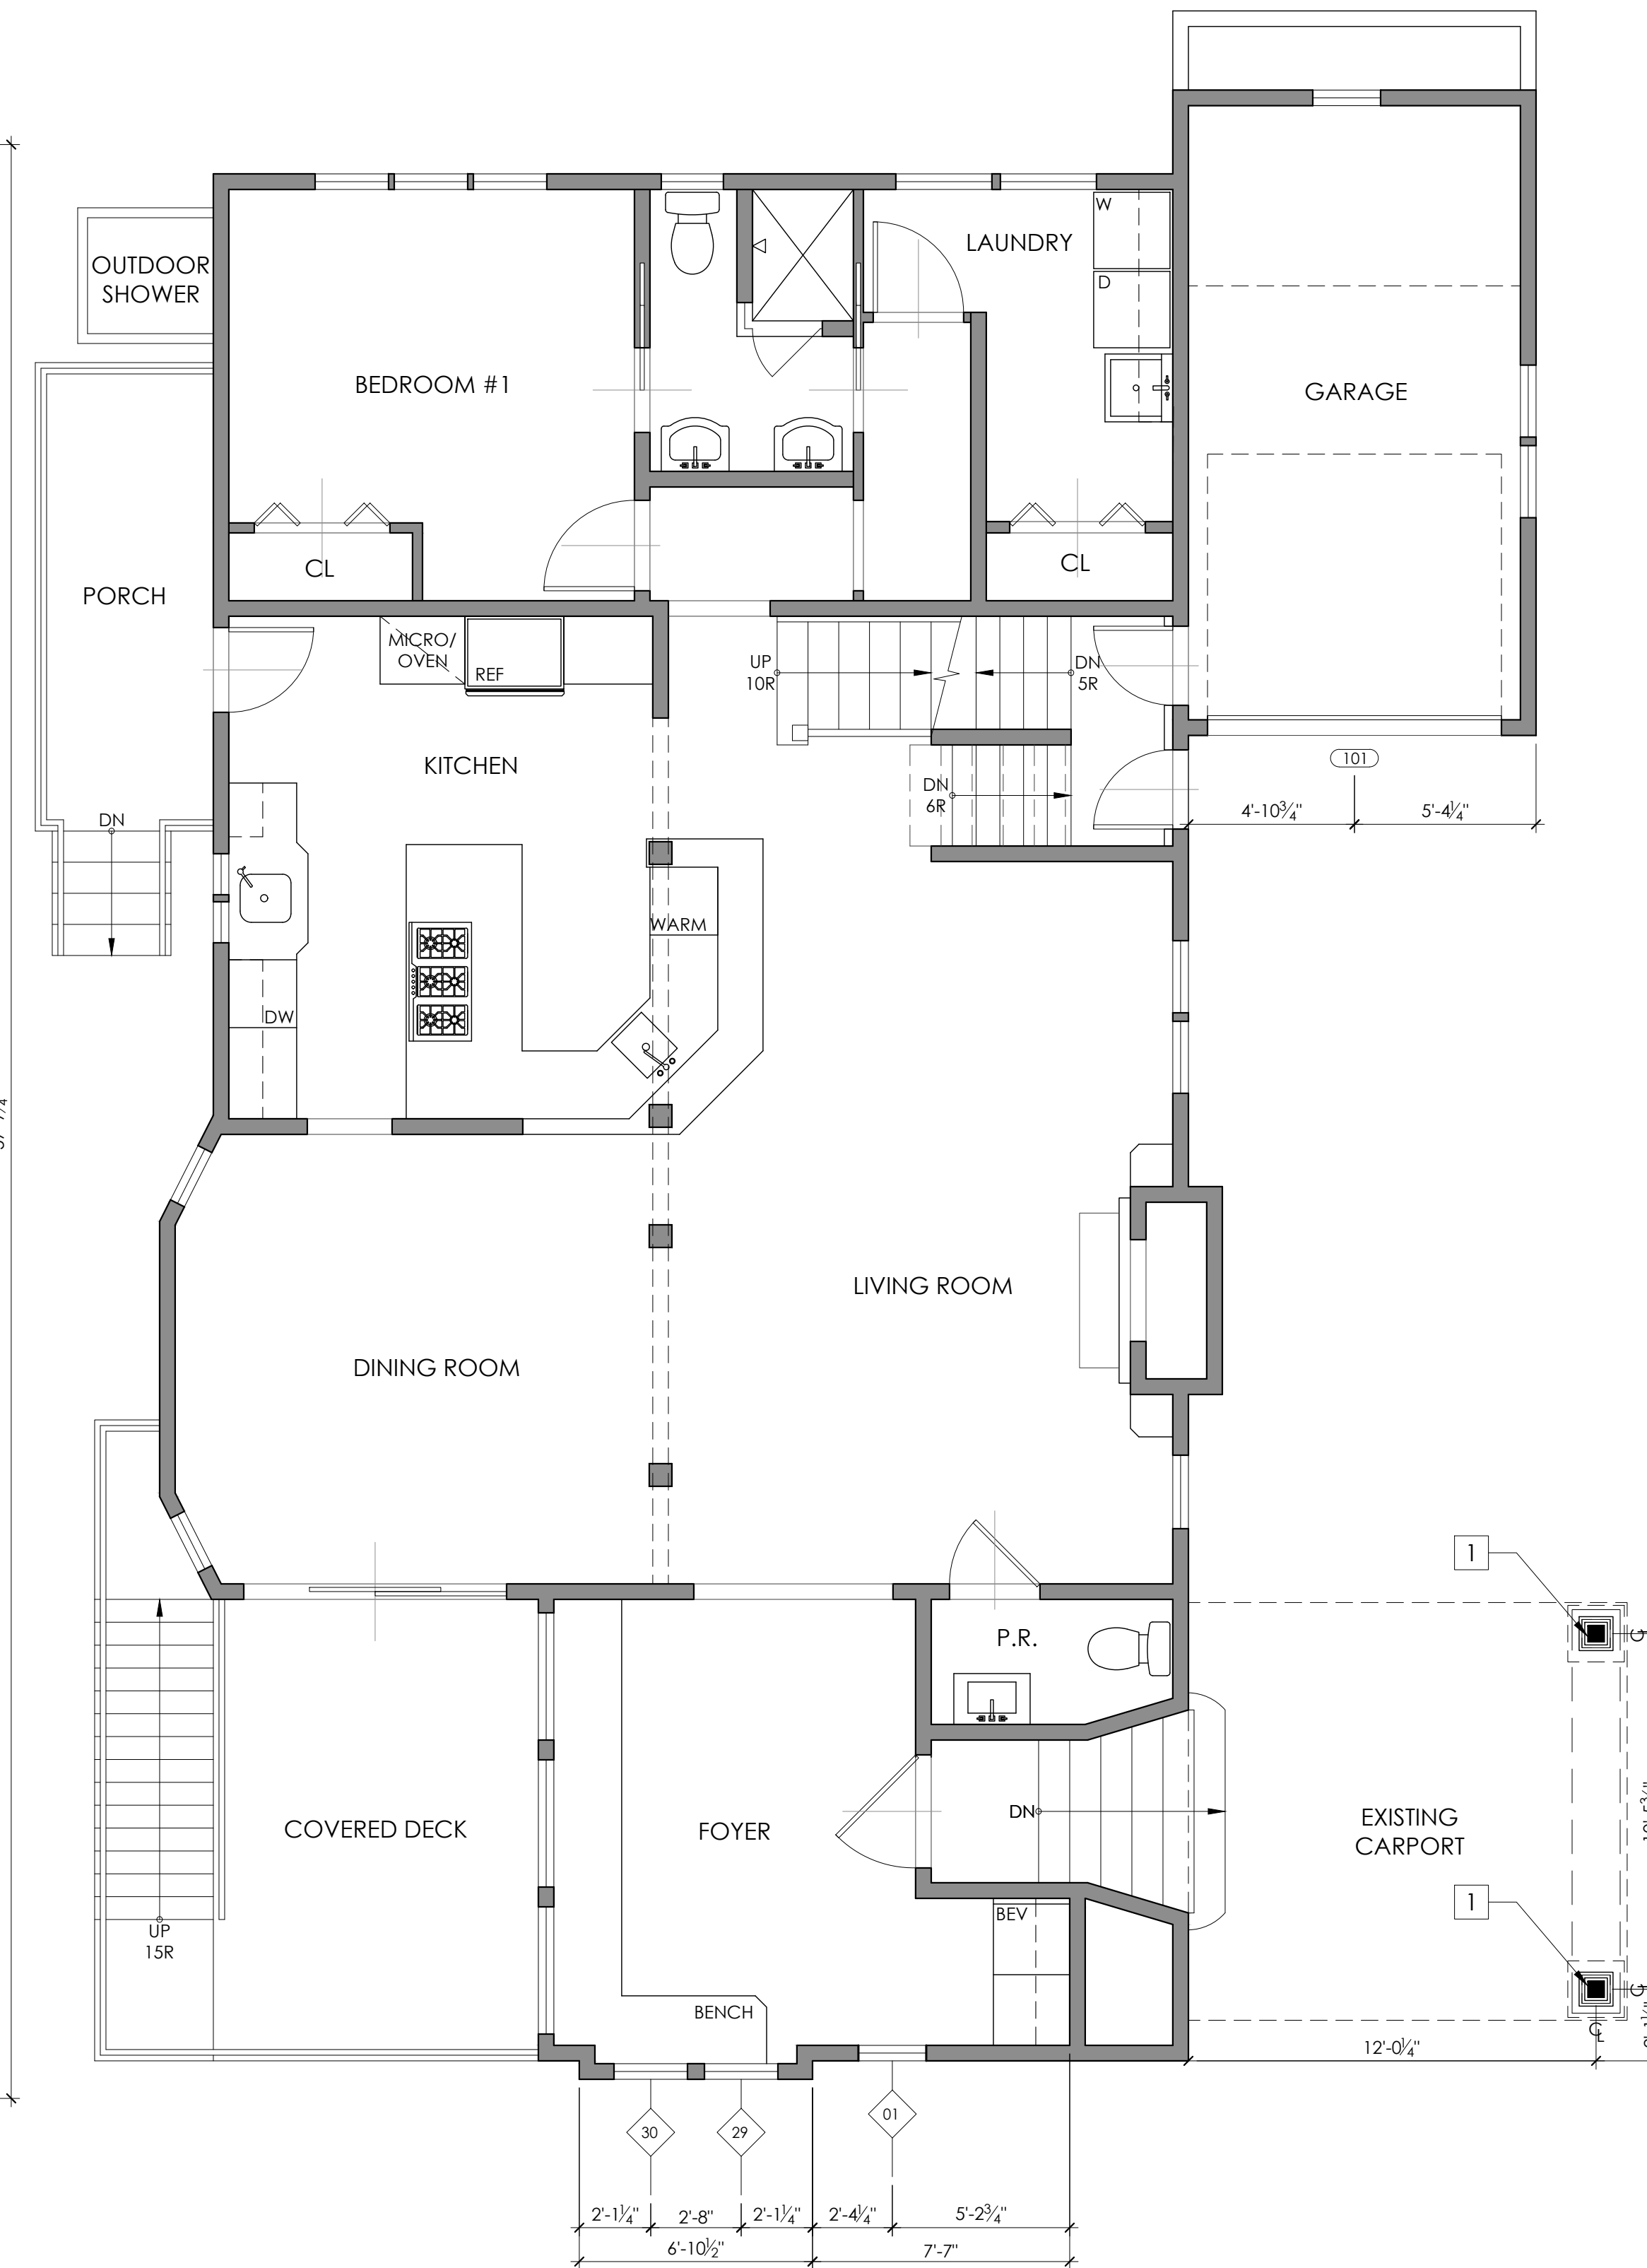 W
LAUNDRY
D
OUTDOOR
SHOWER
BEDROOM #1
GARAGE
CL
CL
PORCH
MICRO/
OVEN
REF
UP
10R
DN
5R
KITCHEN
101
DN
6R
4'-10¾"
5'-4¼"
DN
WARM
DW
LIVING ROOM
DINING ROOM
1
P.R.
COVERED DECK
FOYER
DN
EXISTING
CARPORT
1
BEV
UP
15R
BENCH
12'-0¼"
01
30
29
2'-1¼"
2'-8"
2'-1¼"
2'-4¼"
5'-2¾"
6'-10½"
7'-7"